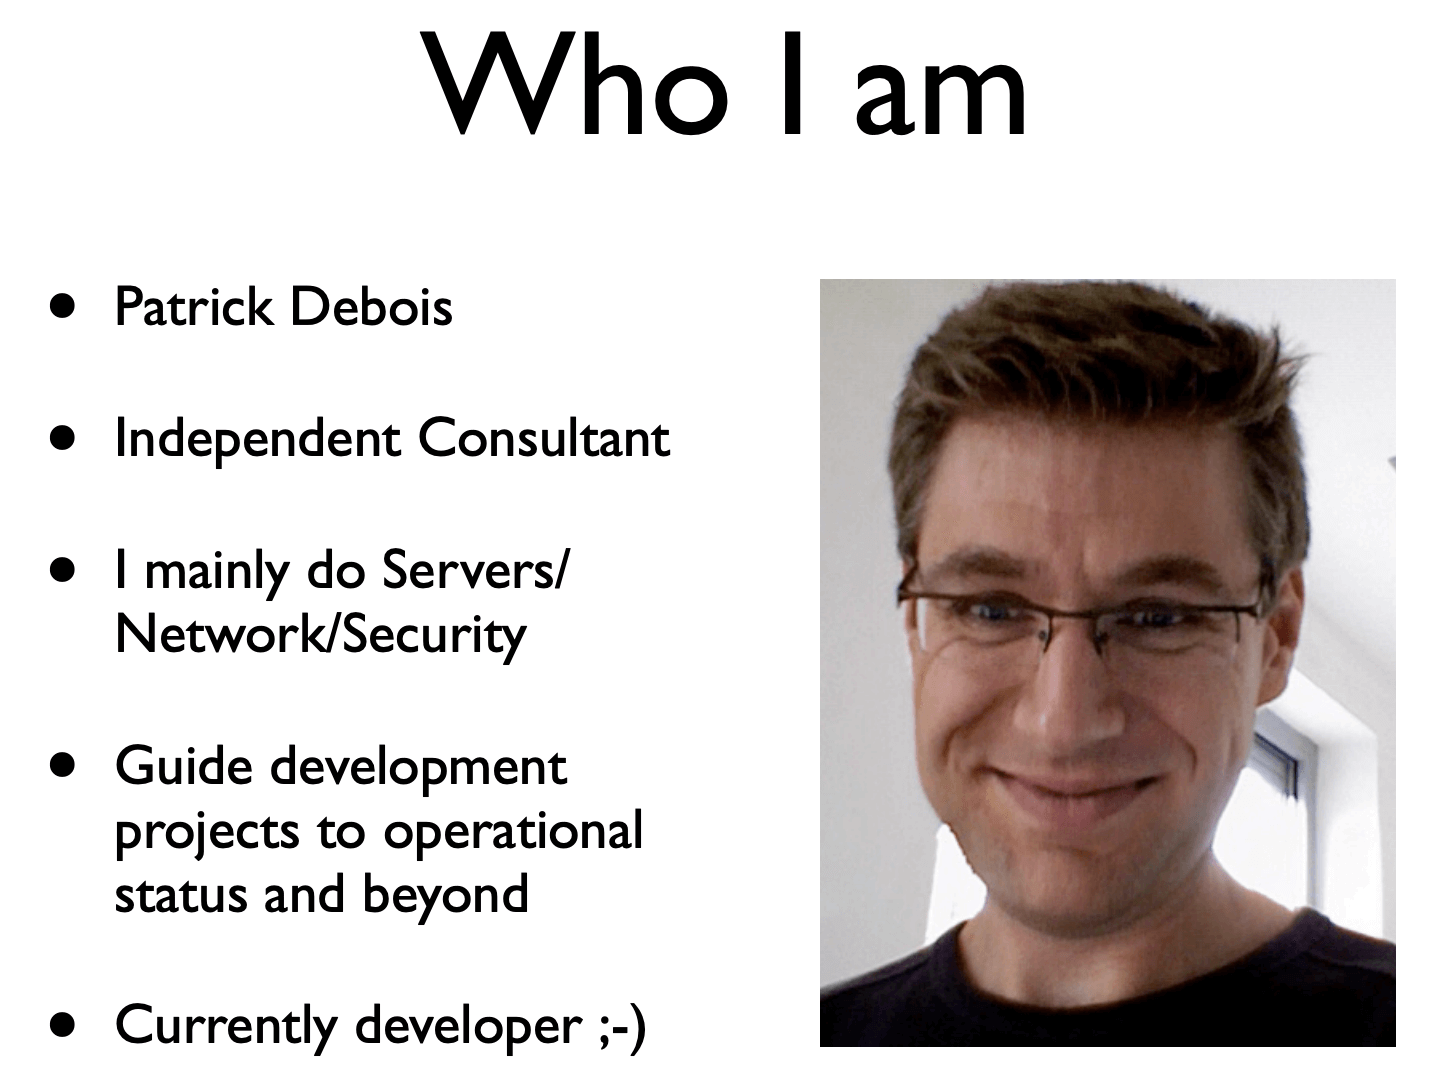 Who I am
• Patrick Debois
• Independent Consultant
• I mainly do Servers/
Network/Security
• Guide development
projects to operational
status and beyond
• Currently developer ;-)